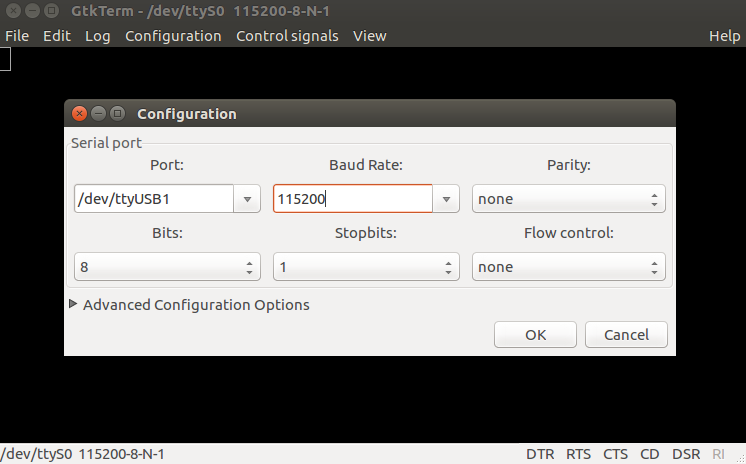 GtkTerm - /dev/ttyS0  115200-8-N-1
File Edit Log Configuration Control signals View Help
Configuration
Serial port
Port: Baud Rate: Parity:
/dev/ttyUSB1 115200 none
Bits: Stopbits: Flow control:
8 1 none
Advanced Configuration Options
OK Cancel
/dev/ttyS0  115200-8-N-1 DTR RTS CTS CD DSR RI